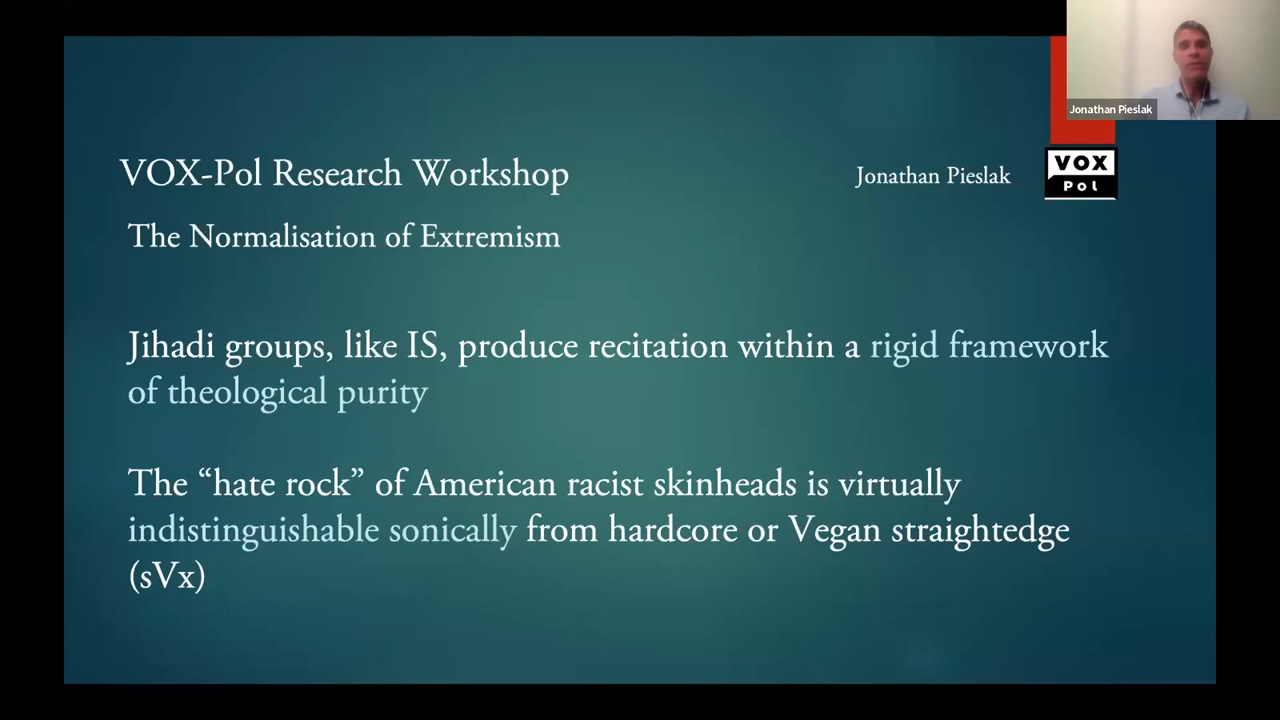 Jonathan Pieslak
VOX-Pol Research Workshop
Jonathan Pieslak
VOX
Pol
The Normalisation of Extremism
Jihadi groups, like IS, produce recitation within a rigid framework
of theological purity
The “hate rock” of American racist skinheads is virtually
indistinguishable sonically from hardcore or Vegan straightedge
(sVx)